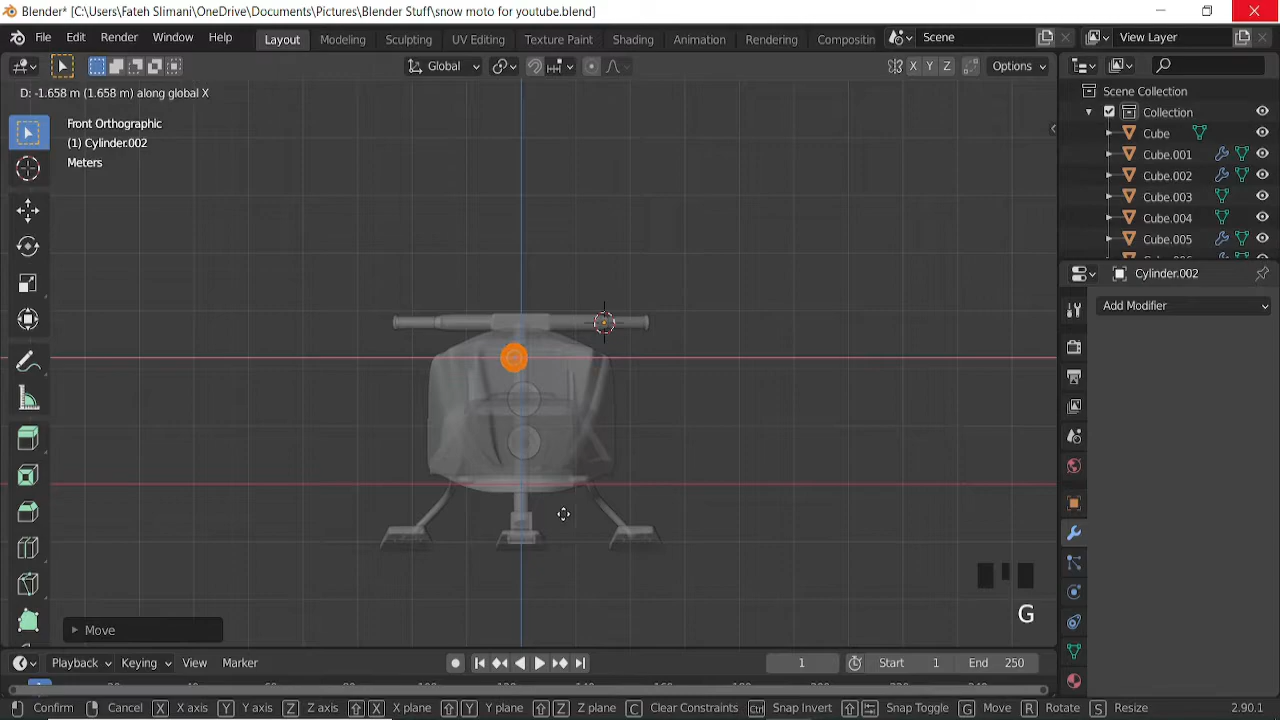 Blender* [C:\Users\Fateh Slimani\OneDrive\Documents\Pictures\Blender Stuff\snow moto for youtube.blend]
File Edit Render Window Help Layout Modeling Sculpting UV Editing Texture Paint Shading Animation Rendering Compositin Scene View Layer
Global X Y Z Options
D: -1.658 m (1.658 m) along global X
Front Orthographic
(1) Cylinder.002
Meters
Scene Collection
Collection
Cube
Cube.001
Cube.002
Cube.003
Cube.004
Cube.005
Cylinder.002
Add Modifier
G
Move
Playback Keying View Marker 1 Start 1 End 250
Confirm Cancel X X axis Y Y axis Z Z axis X X plane Y Y plane Z Z plane C Clear Constraints Snap Invert Snap Toggle G Move R Rotate S Resize 2.90.1